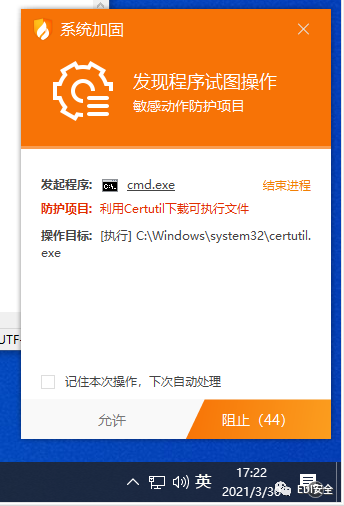 系统加固
发现程序试图操作
敏感动作防护项目
发起程序: cmd.exe 结束进程
防护项目: 利用Certutil下载可执行文件
操作目标: [执行] C:\Windows\system32\certutil.
exe
UTF-
记住本次操作，下次自动处理
允许 阻止（44）
英
17:22
2021/3/30
EDI安全